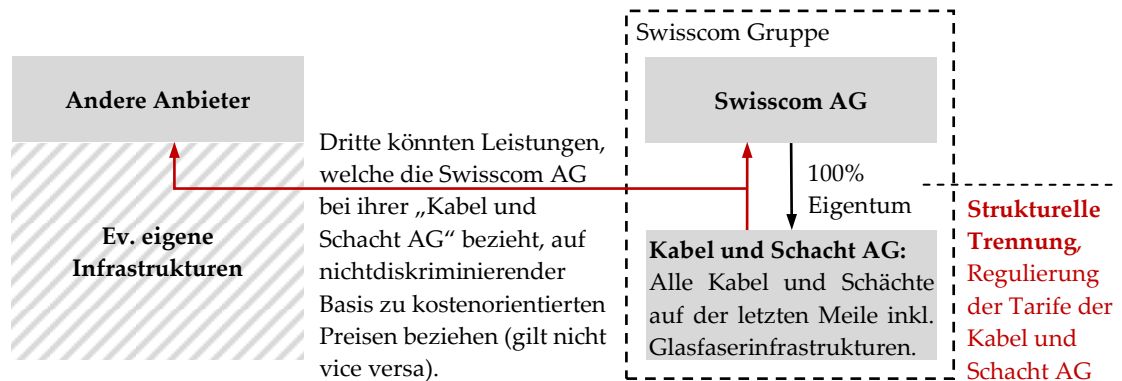 Swisscom Gruppe
Andere Anbieter
Swisscom AG
Dritte könnten Leistungen,
welche die Swisscom AG
bei ihrer „Kabel und
Schacht AG“ bezieht, auf
nichtdiskriminierender
Basis zu kostenorientierten
Preisen beziehen (gilt nicht
vice versa).
100%
Eigentum
Ev. eigene
Infrastrukturen
Kabel und Schacht AG:
Alle Kabel und Schächte
auf der letzten Meile inkl.
Glasfaserinfrastrukturen.
Strukturelle
Trennung,
Regulierung
der Tarife der
Kabel und
Schacht AG